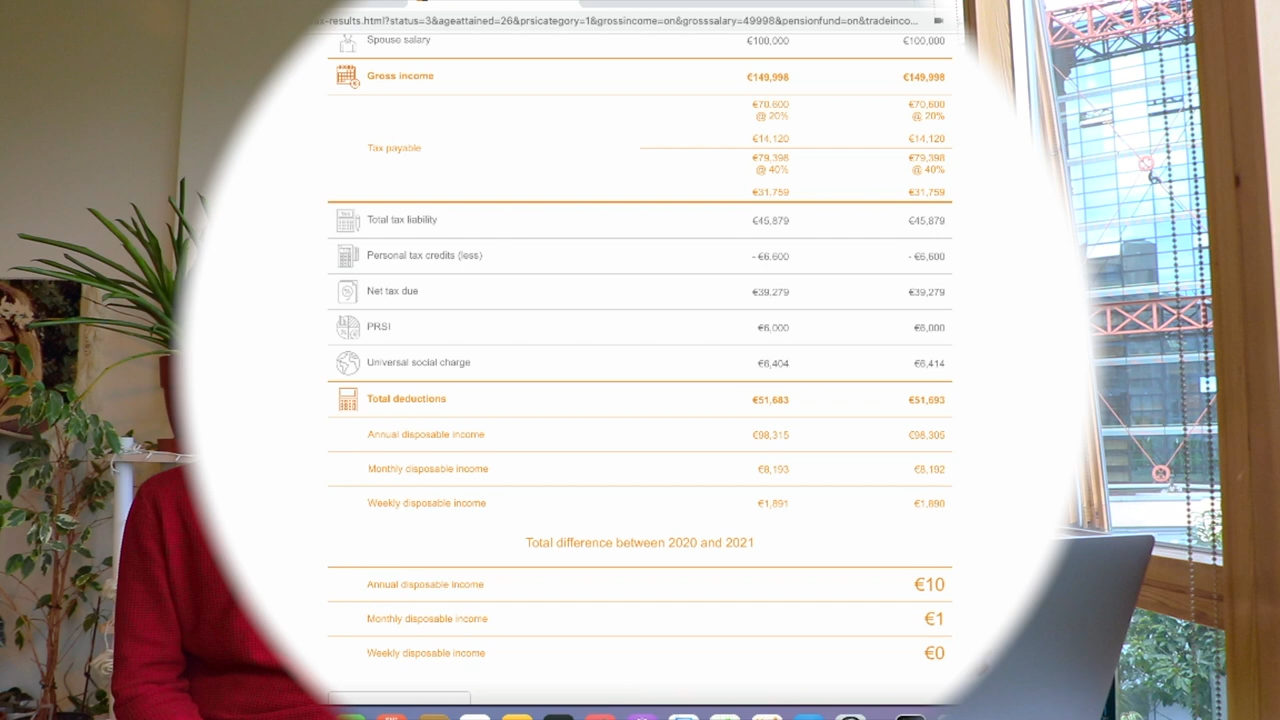 x-results.html?status=3&ageattained=26&prsicategory=1&grossincome=on&grosssalary=49998&pensionfund=on&tradeinco...
Spouse salary €100,000 €100,000
Gross income €149,998 €149,998
€70,600 €70,600
@ 20% @ 20%
€14,120 €14,120
Tax payable
€79,398 €79,398
@ 40% @ 40%
€31,759 €31,759
Total tax liability €45,879 €45,879
Personal tax credits (less) - €6,600 - €6,600
Net tax due €39,279 €39,279
PRSI €6,000 €6,000
Universal social charge €6,404 €6,414
Total deductions €51,683 €51,693
Annual disposable income €98,315 €98,305
Monthly disposable income €8,193 €8,192
Weekly disposable income €1,891 €1,890
Total difference between 2020 and 2021
Annual disposable income €10
Monthly disposable income €1
Weekly disposable income €0